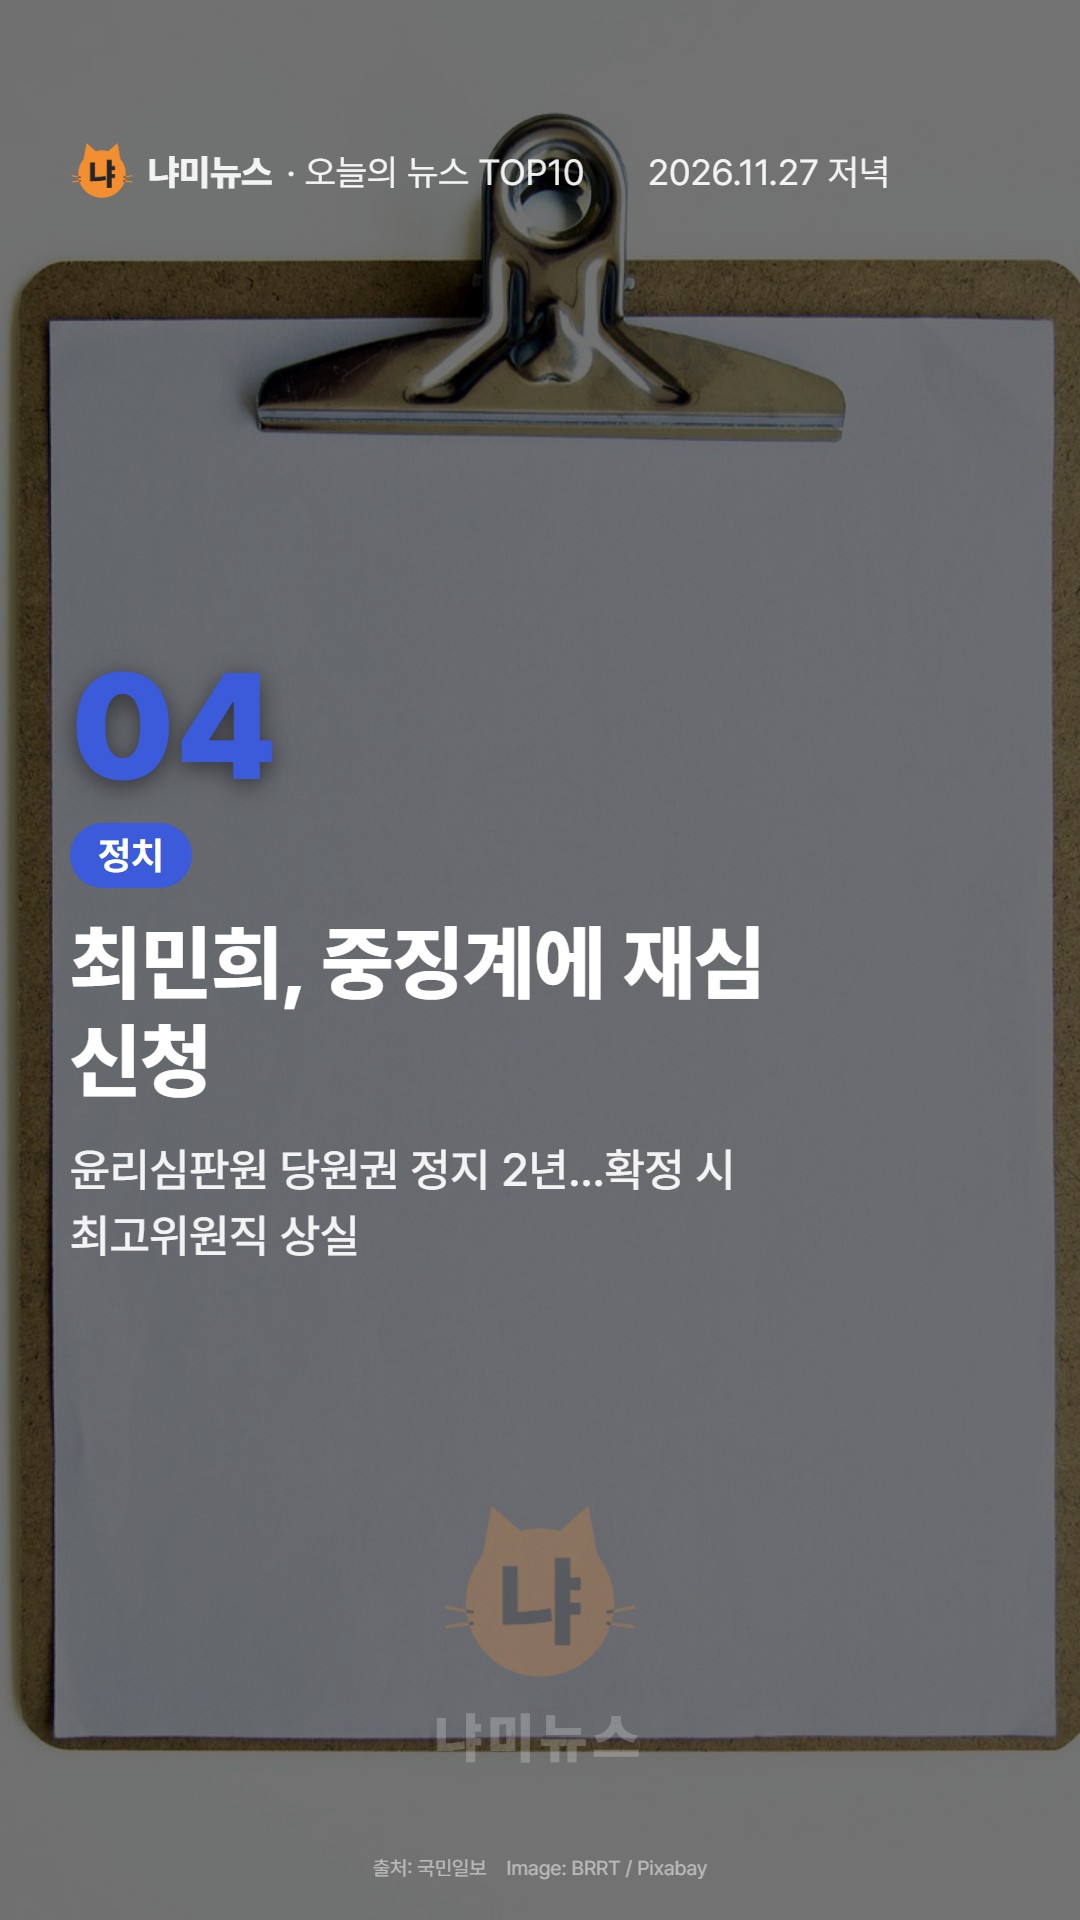 냐 냐미뉴스 · 오늘의 뉴스 TOP10 2026.11.27 저녁
04
정치
최민희, 중징계에 재심
신청
윤리심판원 당원권 정지 2년...확정 시
최고위원직 상실
냐
냐미뉴스
출처: 국민일보 Image: BRRT / Pixabay